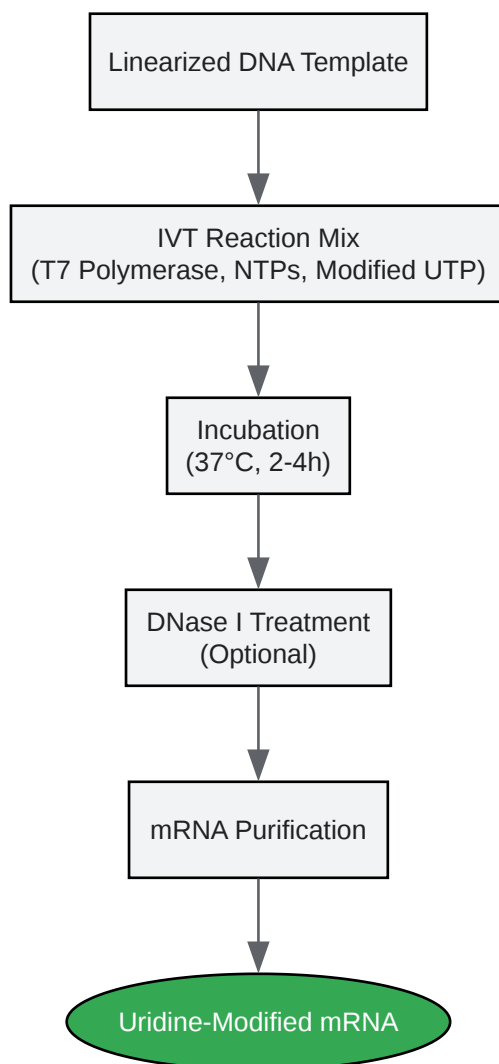 Linearized DNA Template
IVT Reaction Mix
(T7 Polymerase, NTPs, Modified UTP)
Incubation
(37°C, 2-4h)
DNase I Treatment
(Optional)
mRNA Purification
Uridine-Modified mRNA